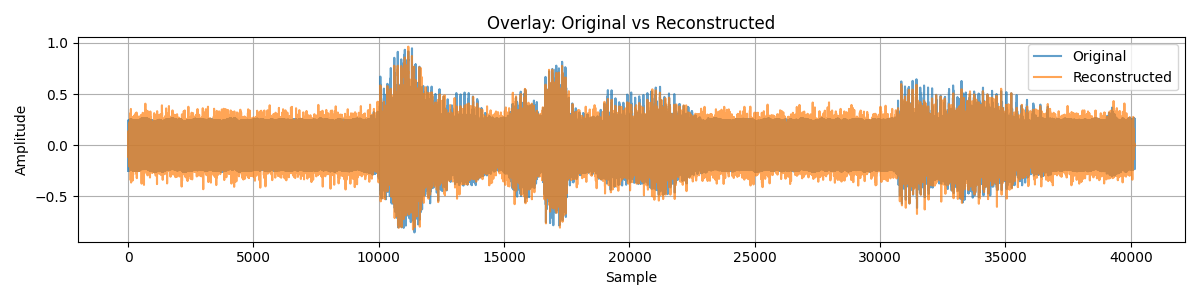 Overlay: Original vs Reconstructed
1.0
0.5
0.0
−0.5
Amplitude
Original
Reconstructed
0 5000 10000 15000 20000 25000 30000 35000 40000
Sample